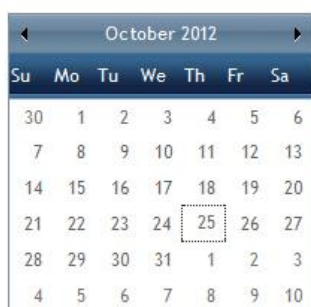 October 2012
Su Mo Tu We Th Fr Sa
30 1 2 3 4 5 6
7 8 9 10 11 12 13
14 15 16 17 18 19 20
21 22 23 24 25 26 27
28 29 30 31 1 2 3
4 5 6 7 8 9 10